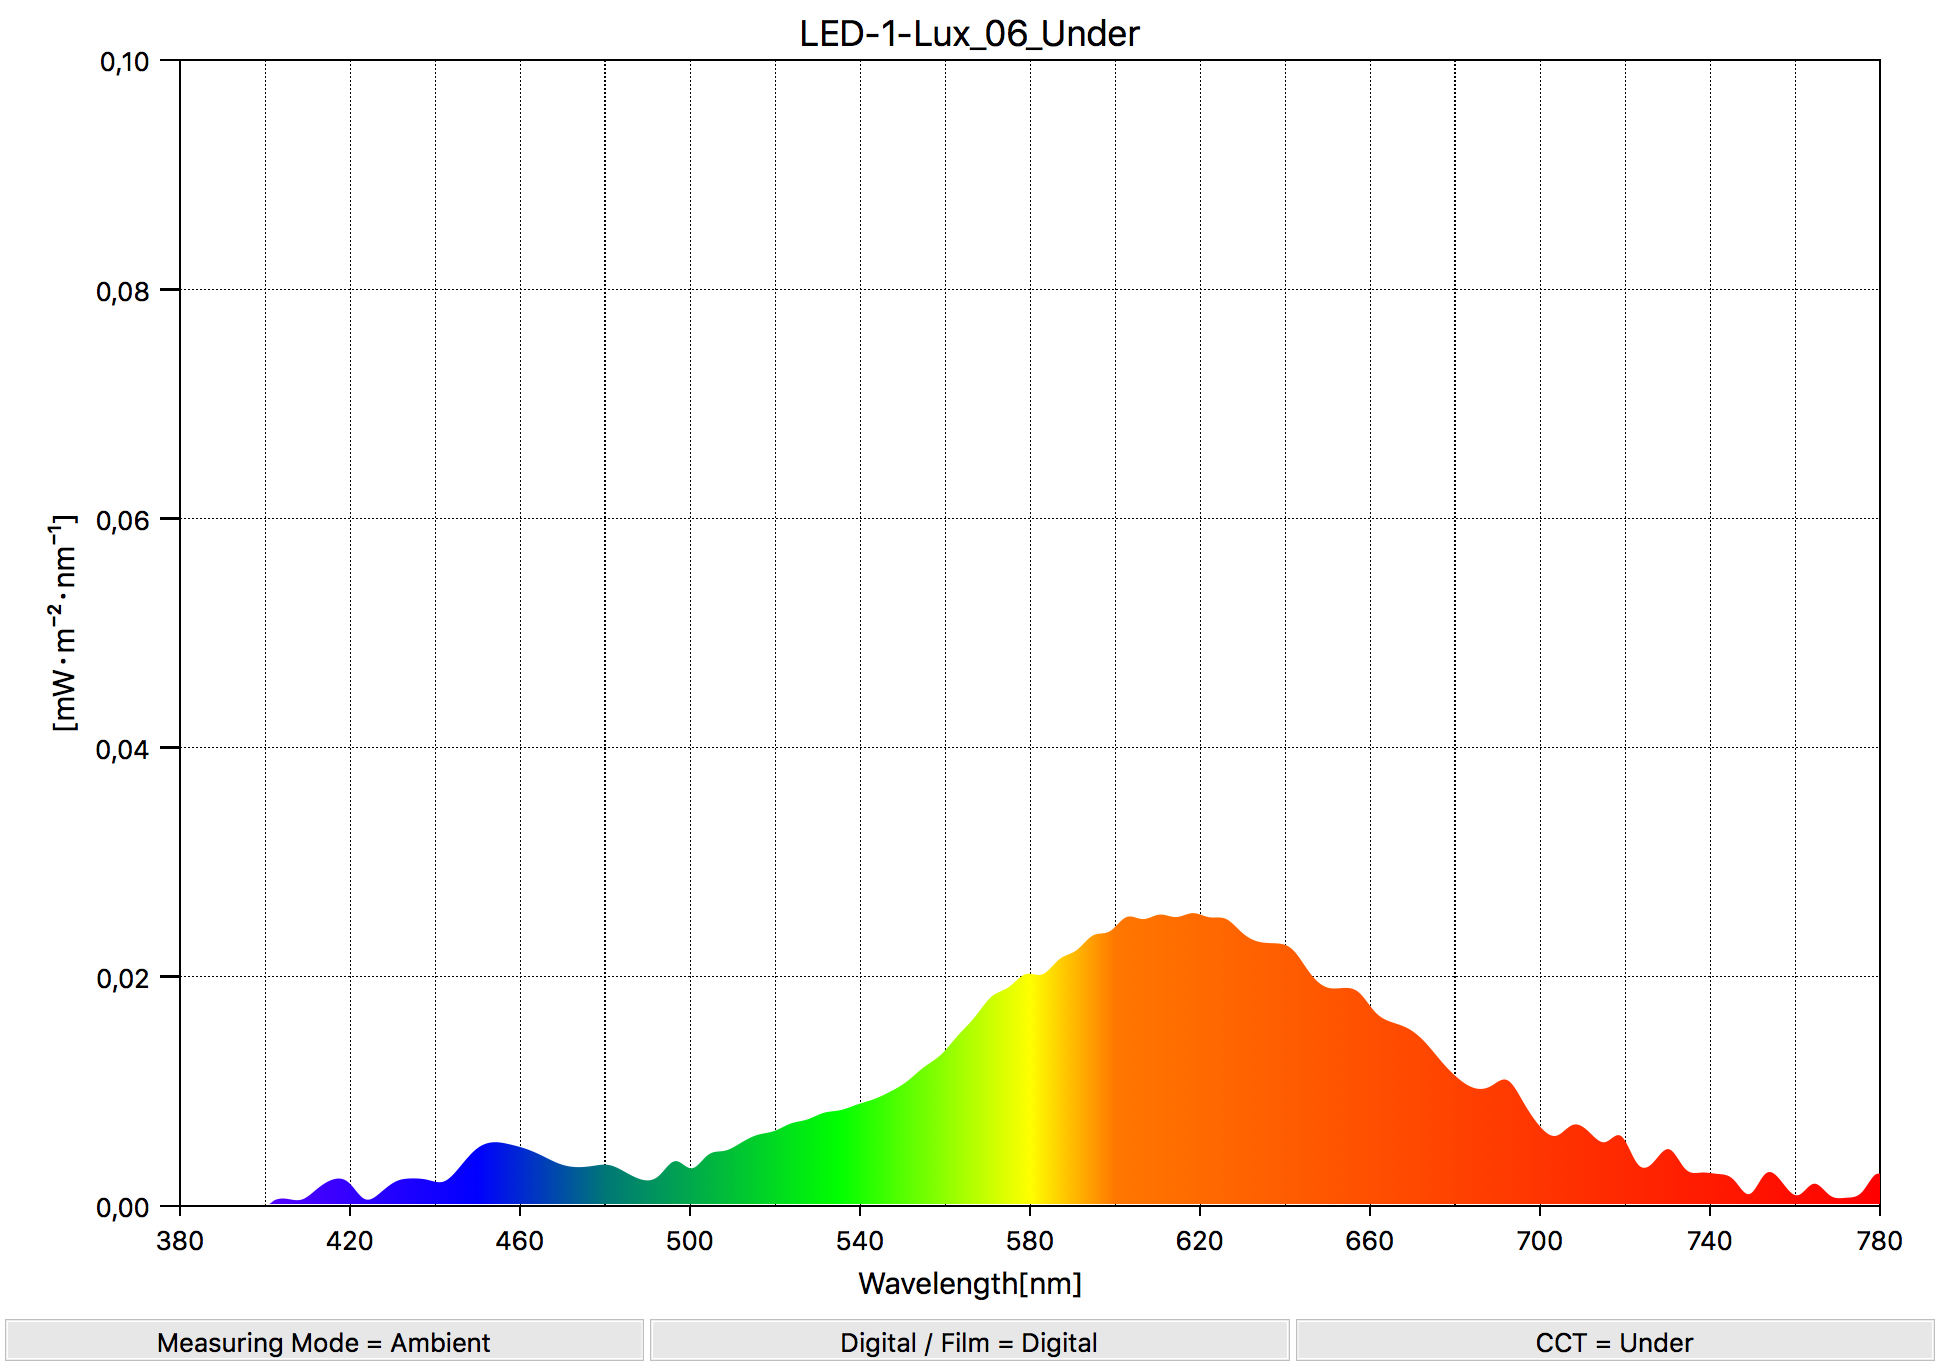 LED-1-Lux_06_Under
0,10
0,08
0,06
0,04
0,02
0,00
[mW·m⁻²·nm⁻¹]
380 420 460 500 540 580 620 660 700 740 780
Wavelength[nm]
Measuring Mode = Ambient
Digital / Film = Digital
CCT = Under